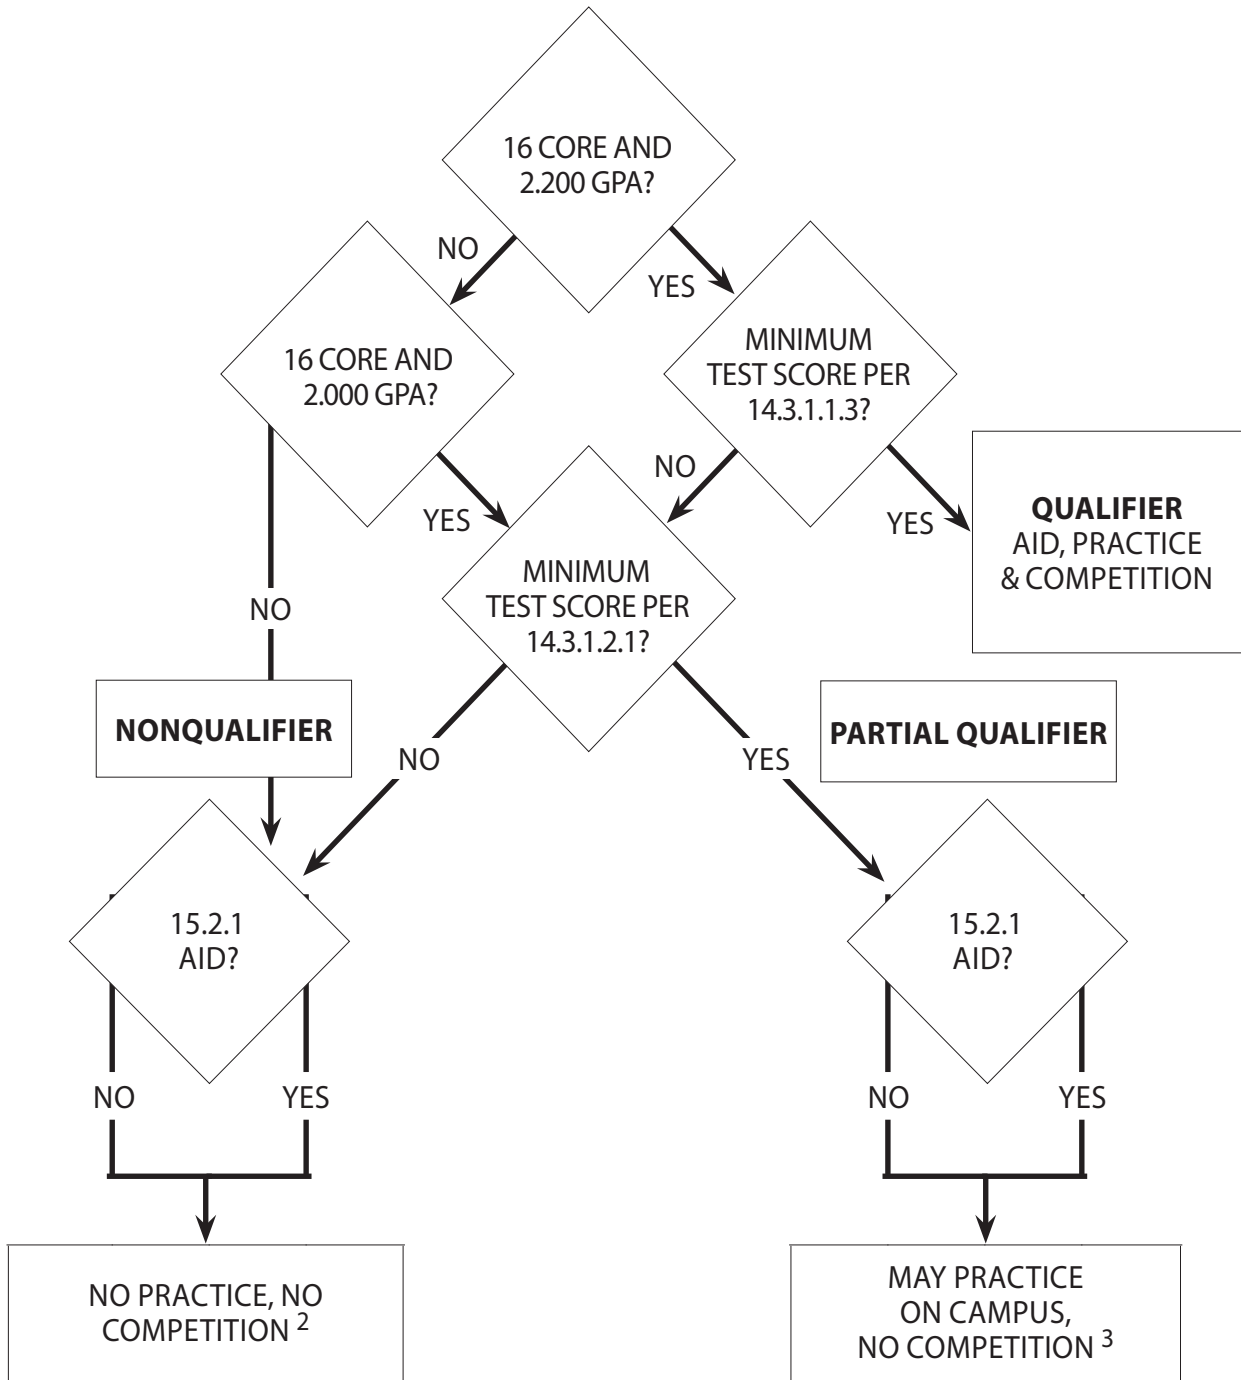 16 CORE AND
2.200 GPA?
NO
YES
16 CORE AND
2.000 GPA?
MINIMUM
TEST SCORE PER
14.3.1.1.3?
YES
NO
YES
QUALIFIER
AID, PRACTICE
& COMPETITION
MINIMUM
TEST SCORE PER
14.3.1.2.1?
NO
NONQUALIFIER
NO
YES
PARTIAL QUALIFIER
15.2.1
AID?
15.2.1
AID?
NO
YES
NO
YES
NO PRACTICE, NO
COMPETITION 2
MAY PRACTICE
ON CAMPUS,
NO COMPETITION 3